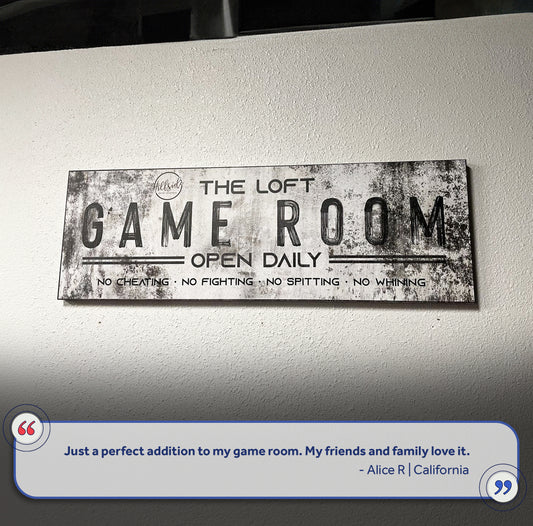 Hillside
THE LOFT
GAME ROOM
OPEN DAILY
NO CHEATING · NO FIGHTING · NO SPITTING · NO WHINING
“
Just a perfect addition to my game room. My friends and family love it.
- Alice R | California
”